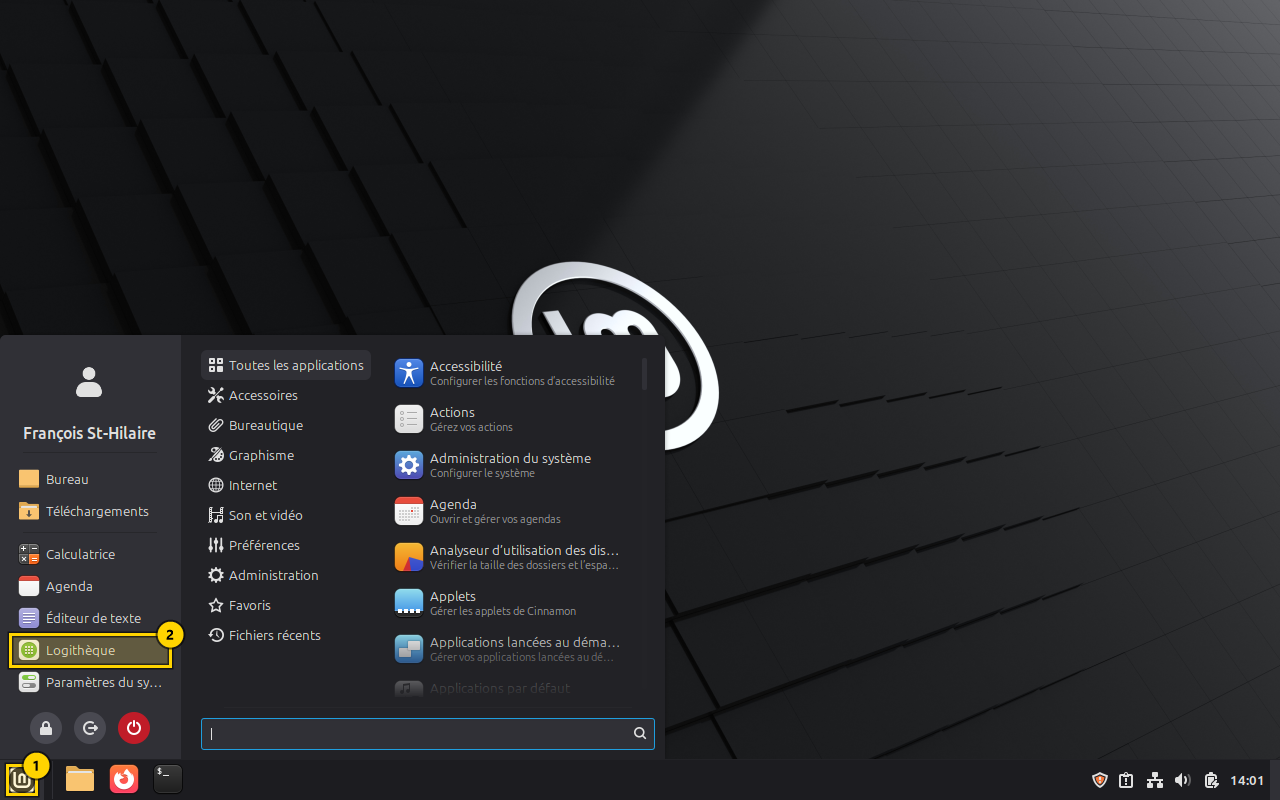 François St-Hilaire
Bureau
Téléchargements
Calculatrice
Agenda
Éditeur de texte
2
Logithèque
Paramètres du sy...
Toutes les applications
Accessoires
Bureautique
Graphisme
Internet
Son et vidéo
Préférences
Administration
Favoris
Fichiers récents
Accessibilité
Configurer les fonctions d'accessibilité
Actions
Gérez vos actions
Administration du système
Configurer le système
Agenda
Ouvrir et gérer vos agendas
Analyseur d'utilisation des dis...
Vérifier la taille des dossiers et l'espa...
Applets
Gérer les applets de Cinnamon
Applications lancées au déma...
Gérer vos applications lancées au dé...
Applications par défaut
1
$_
14:01